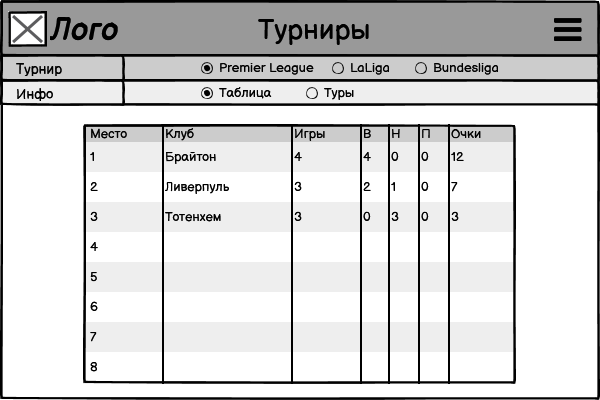 Лого Турниры
Турнир Premier League LaLiga Bundesliga
Инфо Таблица Туры
Место Клуб Игры В Н П Очки
1 Брайтон 4 4 0 0 12
2 Ливерпуль 3 2 1 0 7
3 Тотенхем 3 0 3 0 3
4
5
6
7
8